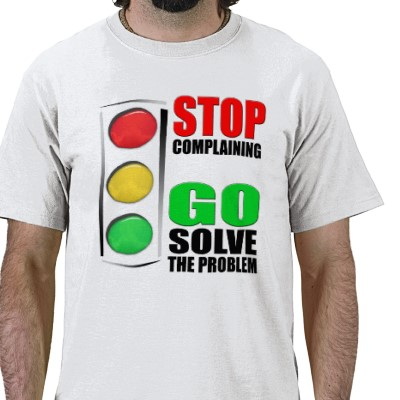 STOP
COMPLAINING
GO
SOLVE
THE PROBLEM